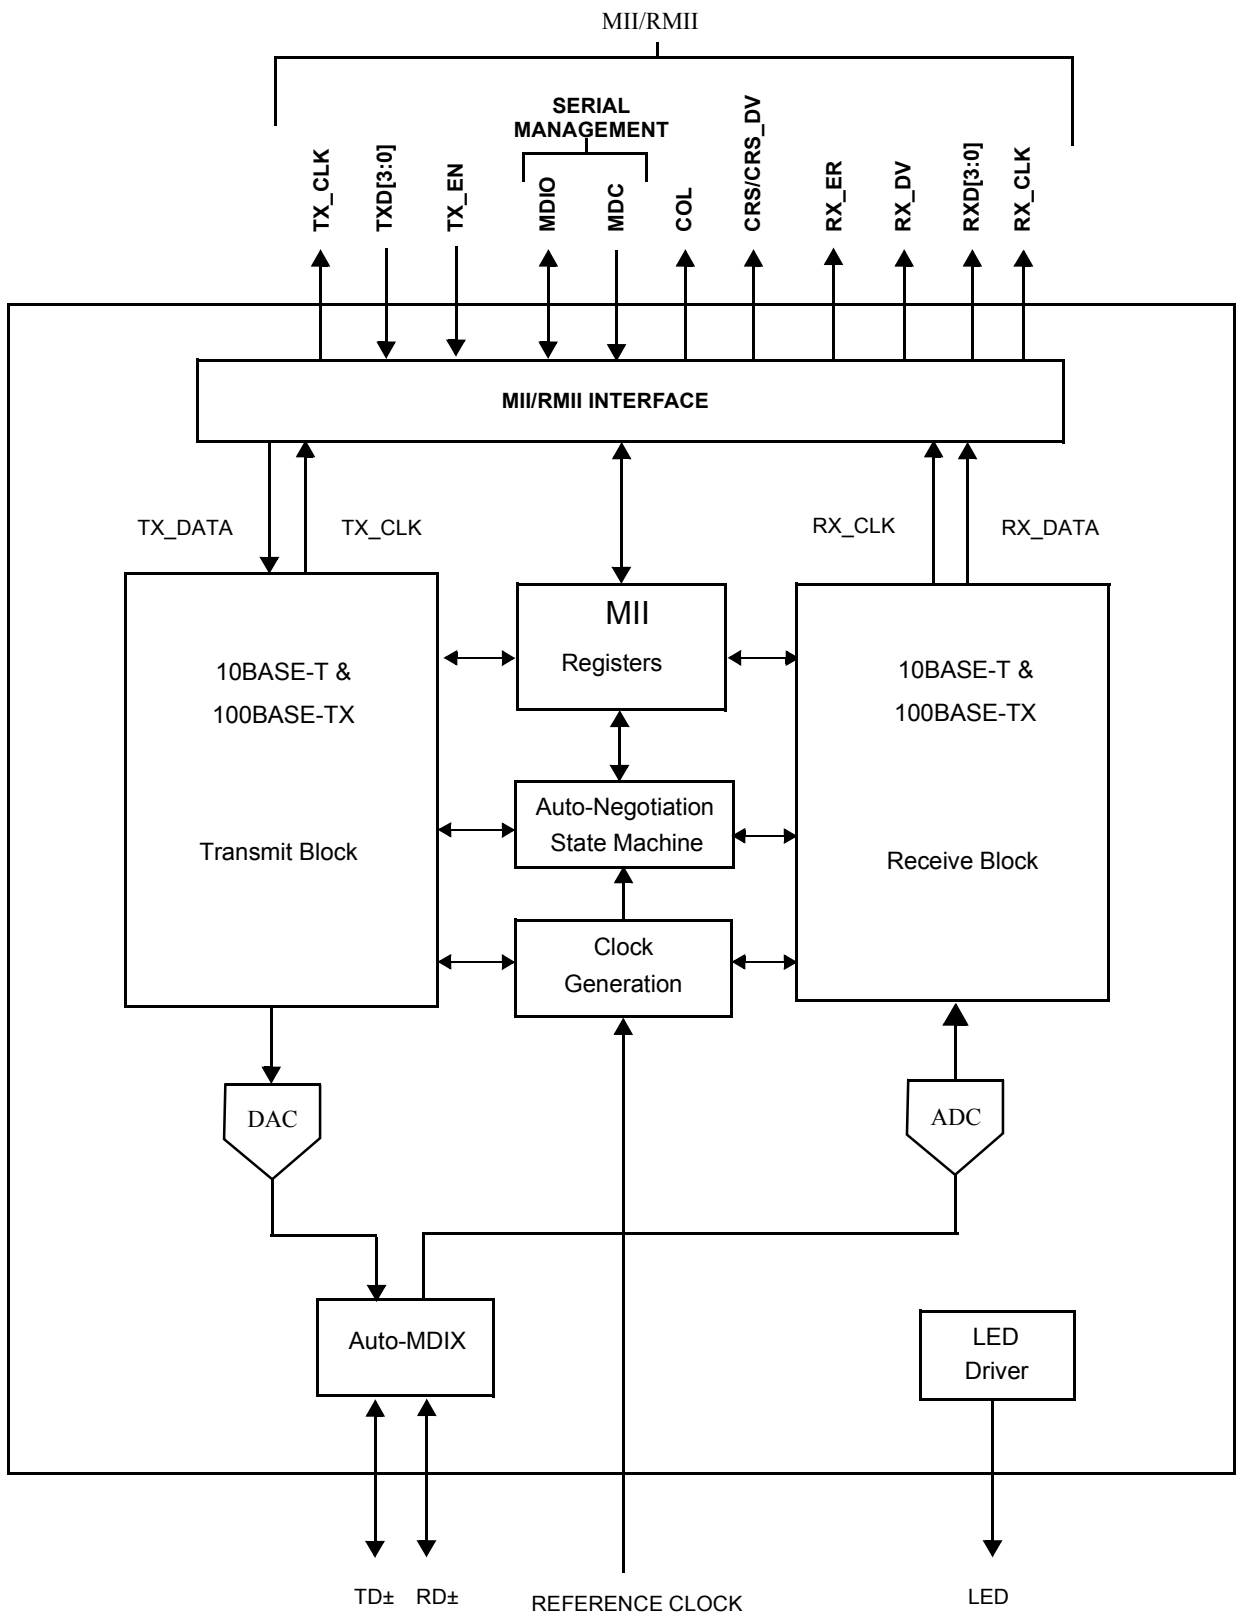 MII/RMII
SERIAL
MANAGEMENT
TX_CLK
TXD[3:0]
TX_EN
MDIO
MDC
COL
CRS/CRS_DV
RX_ER
RX_DV
RXD[3:0]
RX_CLK
MII/RMII INTERFACE
TX_DATA
TX_CLK
RX_CLK
RX_DATA
10BASE-T &
100BASE-TX
Transmit Block
MII
Registers
10BASE-T &
100BASE-TX
Receive Block
Auto-Negotiation
State Machine
Clock
Generation
DAC
ADC
Auto-MDIX
LED
Driver
TD±
RD±
REFERENCE CLOCK
LED